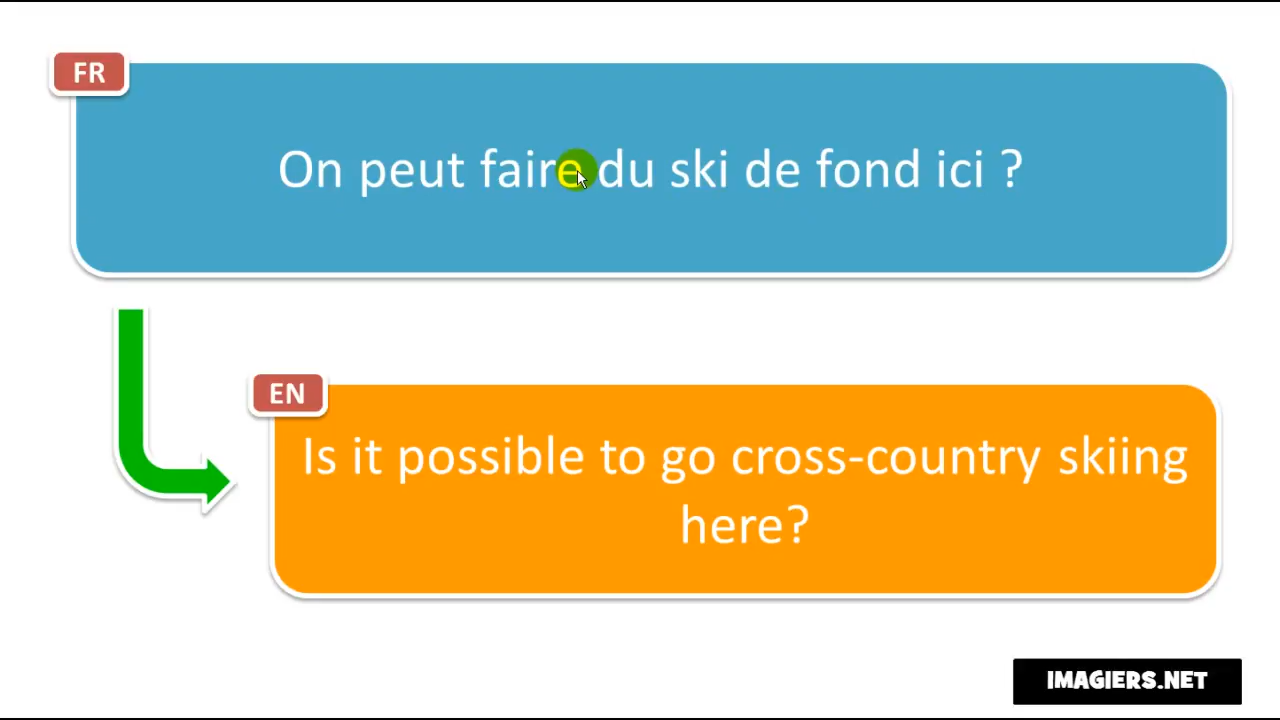 FR
On peut faire du ski de fond ici ?
EN
Is it possible to go cross-country skiing
here?
IMAGIERS.NET